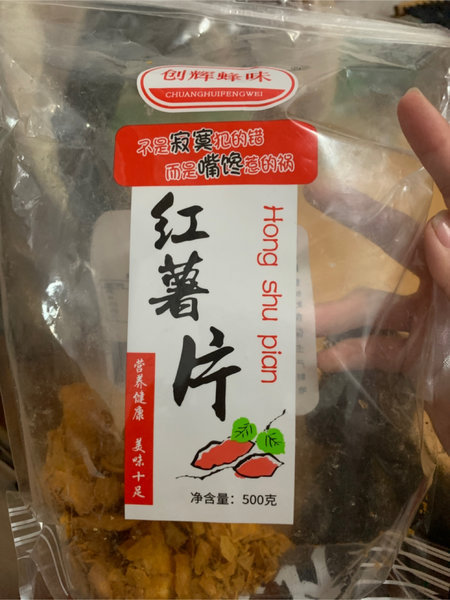 创辉蜂味
CHUANGHUIFENGWEI
不是寂寞犯的错
而是嘴馋惹的祸
红薯片
Hong shu pian
营养健康 美味十足
净含量：500克